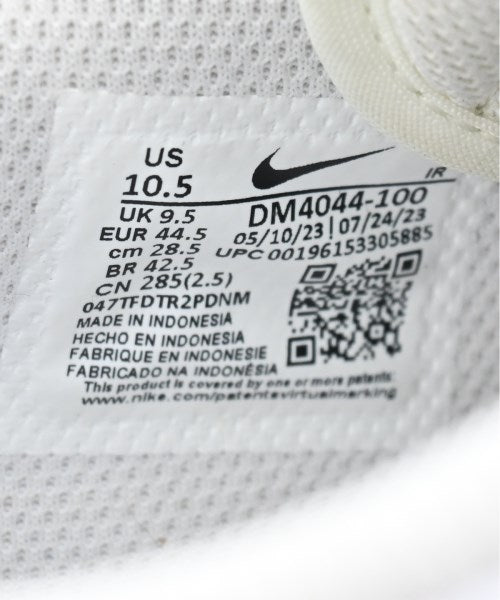 US
10.5
IR
UK 9.5
DM4044-100
EUR 44.5
05/10/23|07/24/23
cm 28.5
UPC 00196153305885
BR 42.5
CN 285(2.5)
047TFDTR2PDNM
MADE IN INDONESIA
HECHO EN INDONESIA
FABRIQUE EN INDONESIE
FABRICADO NA INDONÉSIA
This product is covered by one or more patents
www.nike.com/patentsvirtualmarking